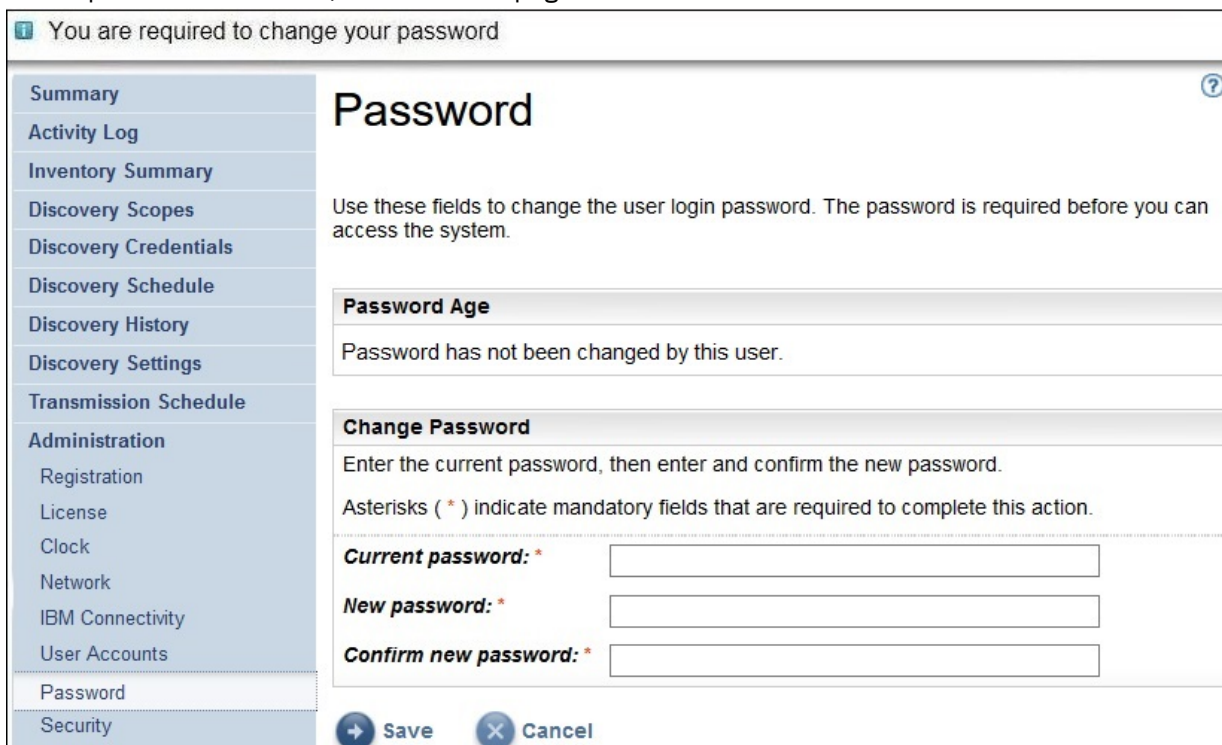 You are required to change your password
Summary
Activity Log
Inventory Summary
Discovery Scopes
Discovery Credentials
Discovery Schedule
Discovery History
Discovery Settings
Transmission Schedule
Administration
Registration
License
Clock
Network
IBM Connectivity
User Accounts
Password
Security
?
Password
Use these fields to change the user login password. The password is required before you can
access the system.
Password Age
Password has not been changed by this user.
Change Password
Enter the current password, then enter and confirm the new password.
Asterisks ( * ) indicate mandatory fields that are required to complete this action.
Current password: *
New password: *
Confirm new password: *
Save Cancel